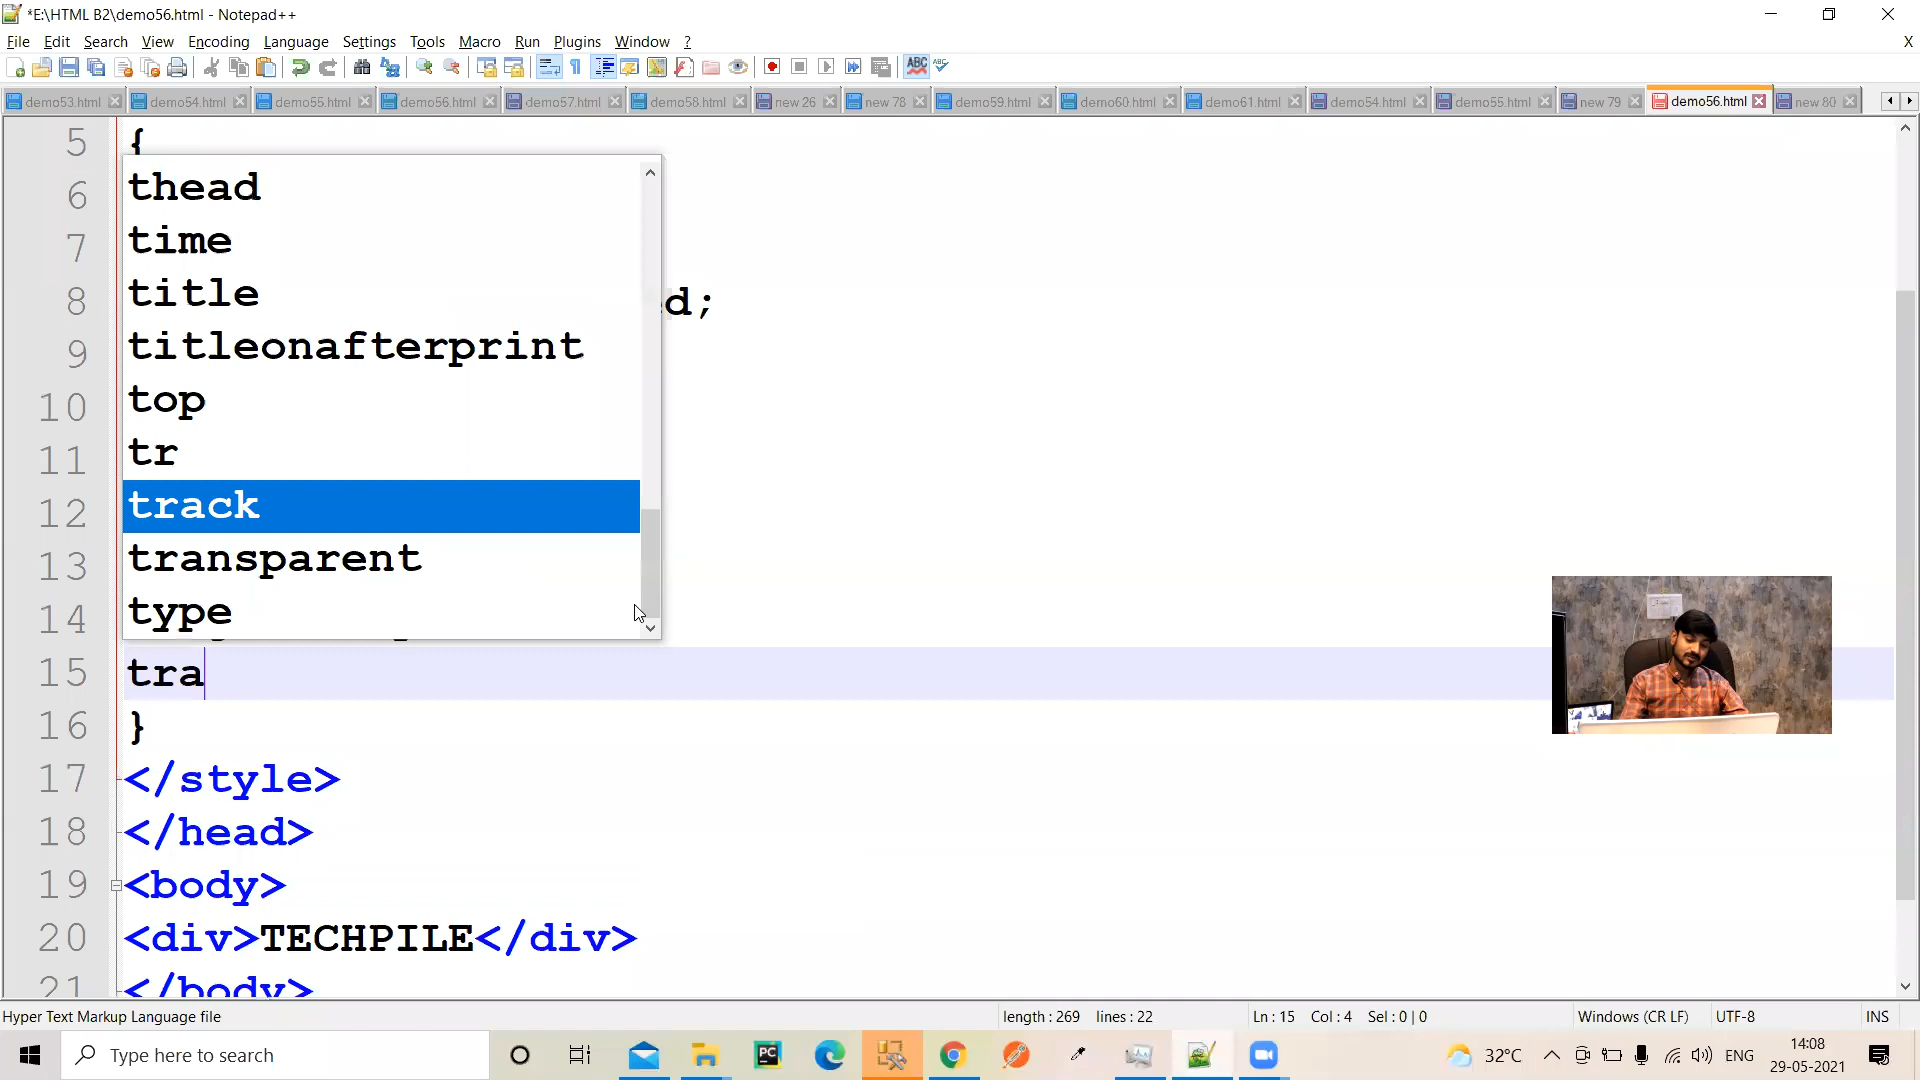 *E:\HTML B2\demo56.html - Notepad++
File Edit Search View Encoding Language Settings Tools Macro Run Plugins Window ? X
demo53.html demo54.html demo55.html demo56.html demo57.html demo58.html new 26 new 78 demo59.html demo60.html demo61.html demo54.html demo55.html new 79 demo56.html new 80
5 {
6 thead
7 time
8 title d;
9 titleonafterprint
10 top
11 tr
12 track
13 transparent
14 type
15 tra
16 }
17 </style>
18 </head>
19 <body>
20 <div>TECHPILE</div>
21 </body>
Hyper Text Markup Language file length : 269 lines : 22 Ln : 15 Col : 4 Sel : 0 | 0 Windows (CR LF) UTF-8 INS
Type here to search 32°C ENG 14:08
29-05-2021